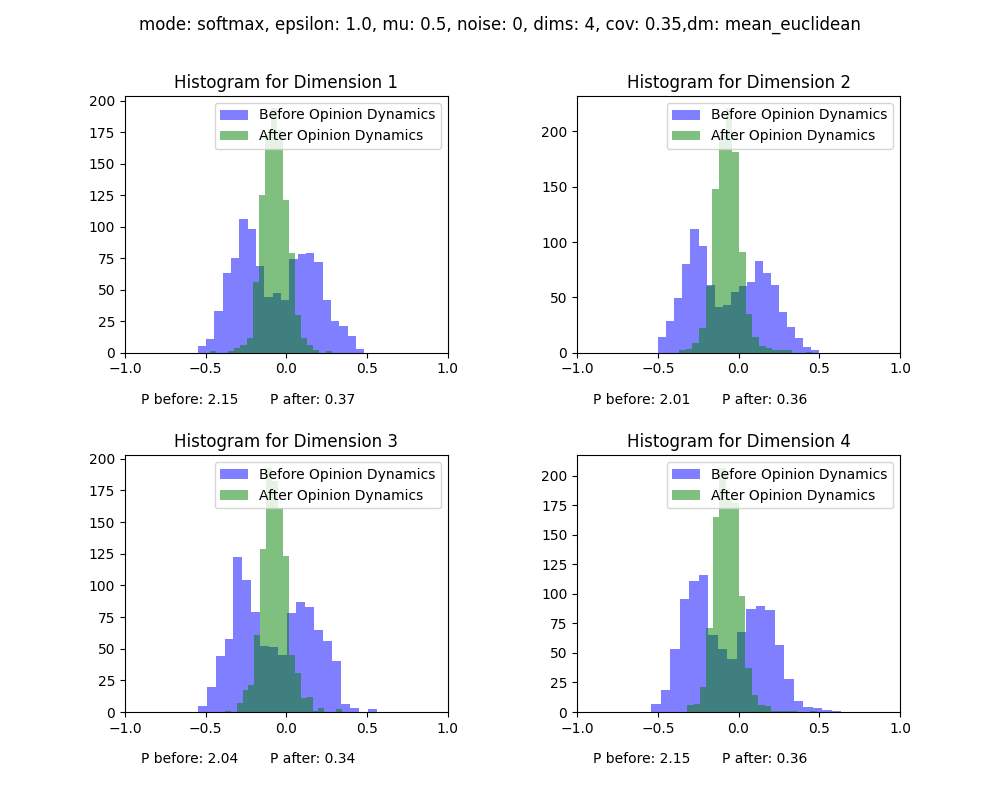 mode: softmax, epsilon: 1.0, mu: 0.5, noise: 0, dims: 4, cov: 0.35,dm: mean_euclidean
Histogram for Dimension 1
Before Opinion Dynamics
After Opinion Dynamics
200
175
150
125
100
75
50
25
0
−1.0 −0.5 0.0 0.5 1.0
P before: 2.15 P after: 0.37
Histogram for Dimension 2
Before Opinion Dynamics
After Opinion Dynamics
200
150
100
50
0
−1.0 −0.5 0.0 0.5 1.0
P before: 2.01 P after: 0.36
Histogram for Dimension 3
Before Opinion Dynamics
After Opinion Dynamics
200
175
150
125
100
75
50
25
0
−1.0 −0.5 0.0 0.5 1.0
P before: 2.04 P after: 0.34
Histogram for Dimension 4
Before Opinion Dynamics
After Opinion Dynamics
200
175
150
125
100
75
50
25
0
−1.0 −0.5 0.0 0.5 1.0
P before: 2.15 P after: 0.36